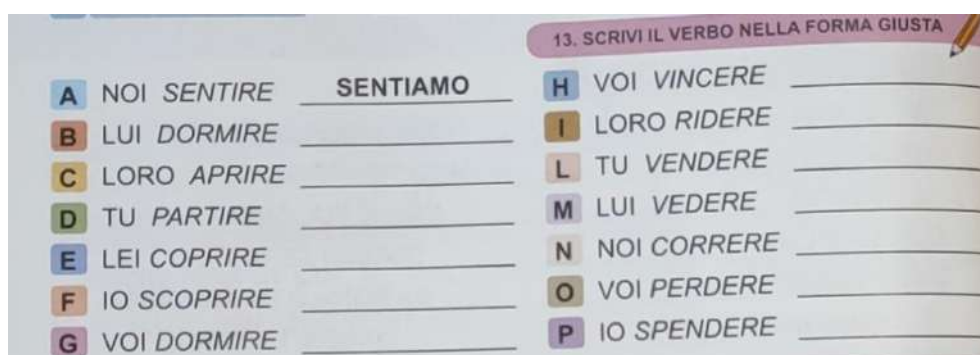 13. SCRIVI IL VERBO NELLA FORMA GIUSTA
A NOI SENTIRE SENTIAMO
B LUI DORMIRE
C LORO APRIRE
D TU PARTIRE
E LEI COPRIRE
F IO SCOPRIRE
G VOI DORMIRE
H VOI VINCERE
I LORO RIDERE
L TU VENDERE
M LUI VEDERE
N NOI CORRERE
O VOI PERDERE
P IO SPENDERE